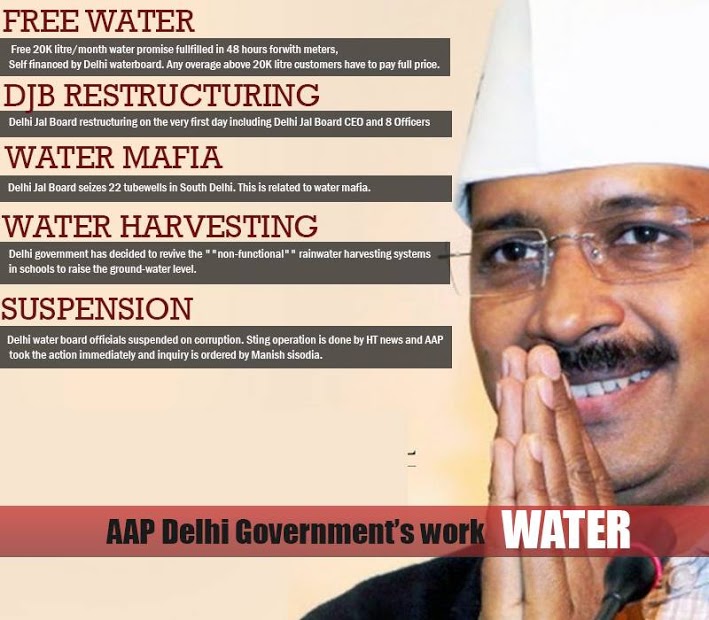 FREE WATER
Free 20K litre/month water promise fullfilled in 48 hours forwith meters,
Self financed by Delhi waterboard. Any overage above 20K litre customers have to pay full price.
DJB RESTRUCTURING
Delhi Jal Board restructuring on the very first day including Delhi Jal Board CEO and 8 Officers
WATER MAFIA
Delhi Jal Board seizes 22 tubewells in South Delhi. This is related to water mafia.
WATER HARVESTING
Delhi government has decided to revive the ""non-functional"" rainwater harvesting systems
in schools to raise the ground-water level.
SUSPENSION
Delhi water board officials suspended on corruption. Sting operation is done by HT news and AAP
took the action immediately and inquiry is ordered by Manish sisodia.
AAP Delhi Government's work WATER